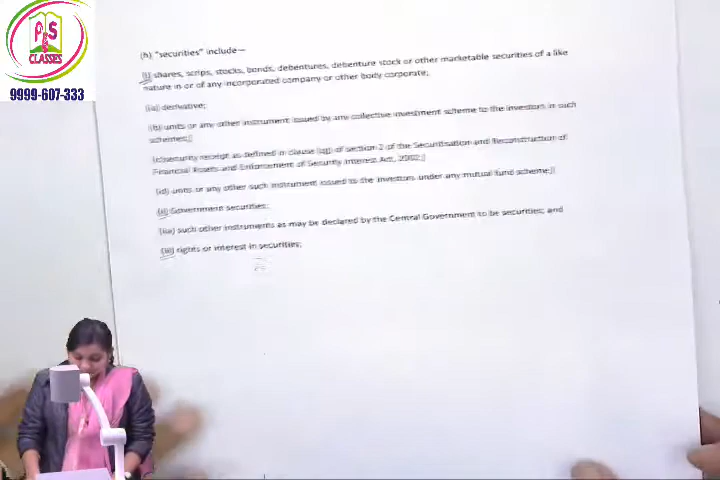 P S
CLASSES
9999-607-333
(h) "securities" include—
(i) shares, scrips, stocks, bonds, debentures, debenture stock or other marketable securities of a like
nature in or of any incorporated company or other body corporate;
(ia) derivative;
(ib) units or any other instrument issued by any collective investment scheme to the investors in such
schemes;]
(ic)security receipt as defined in clause (zg) of section 2 of the Securitisation and Reconstruction of
Financial Assets and Enforcement of Security Interest Act, 2002;]
(id) units or any other such instrument issued to the investors under any mutual fund scheme;]
(ii) Government securities;
(iia) such other instruments as may be declared by the Central Government to be securities; and
(iii) rights or interest in securities;